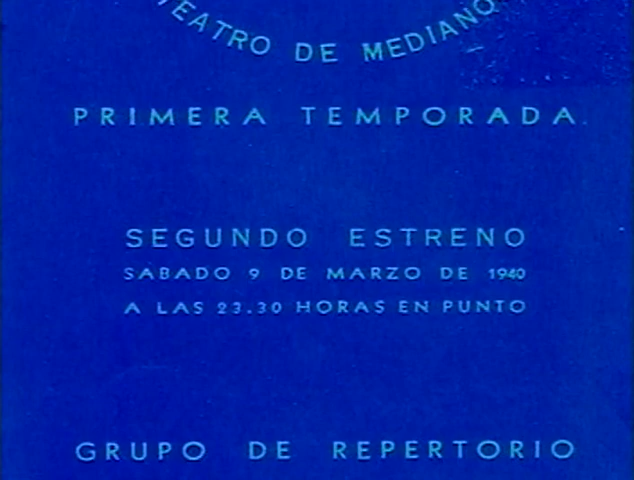 TEATRO DE MEDIANO
PRIMERA TEMPORADA.
SEGUNDO ESTRENO
SABADO 9 DE MARZO DE 1940
A LAS 23.30 HORAS EN PUNTO
GRUPO DE REPERTORIO